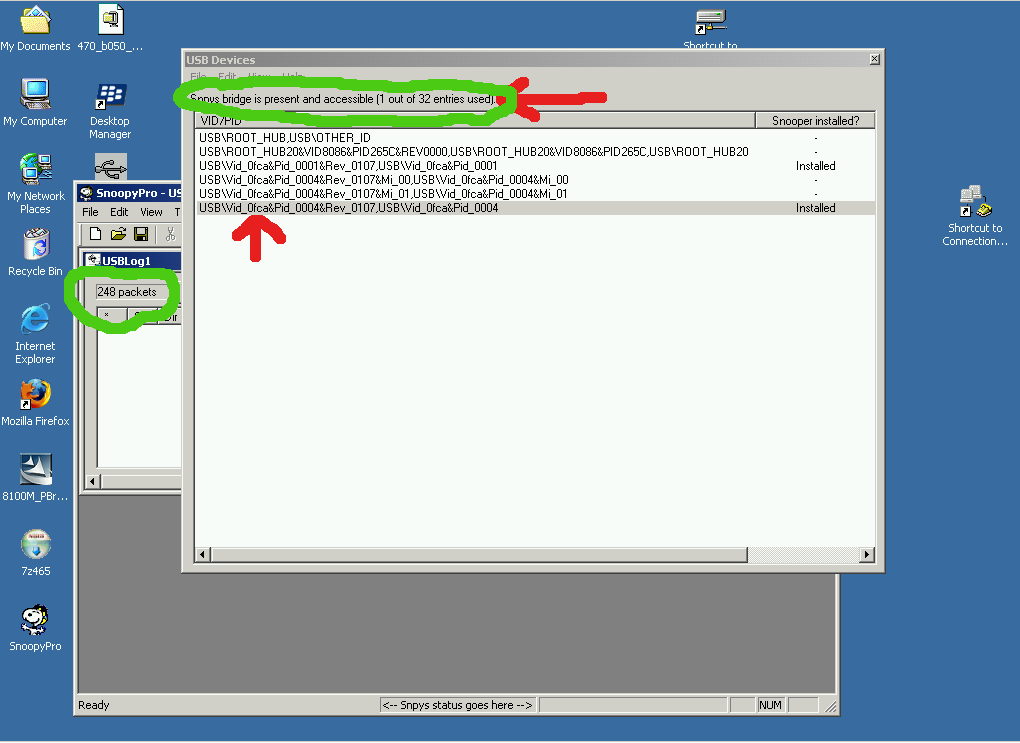 My Documents
470_b050_...
Shortcut to
My Computer
Desktop
Manager
My Network
Places
Recycle Bin
Internet
Explorer
Mozilla Firefox
8100M_PBr...
7z465
SnoopyPro
Shortcut to
Connection...
USB Devices
File Edit View Help
Snpys bridge is present and accessible (1 out of 32 entries used).
VID/PID Snooper installed?
USB\ROOT_HUB,USB\OTHER_ID -
USB\ROOT_HUB20&VID8086&PID265C&REV0000,USB\ROOT_HUB20&VID8086&PID265C,USB\ROOT_HUB20 -
USB\Vid_0fca&Pid_0001&Rev_0107,USB\Vid_0fca&Pid_0001 Installed
USB\Vid_0fca&Pid_0004&Rev_0107&Mi_00,USB\Vid_0fca&Pid_0004&Mi_00 -
USB\Vid_0fca&Pid_0004&Rev_0107&Mi_01,USB\Vid_0fca&Pid_0004&Mi_01 -
USB\Vid_0fca&Pid_0004&Rev_0107,USB\Vid_0fca&Pid_0004 Installed
SnoopyPro - US
File Edit View T
USBLog1
248 packets
* S Dir
Ready <-- Snpys status goes here --> NUM